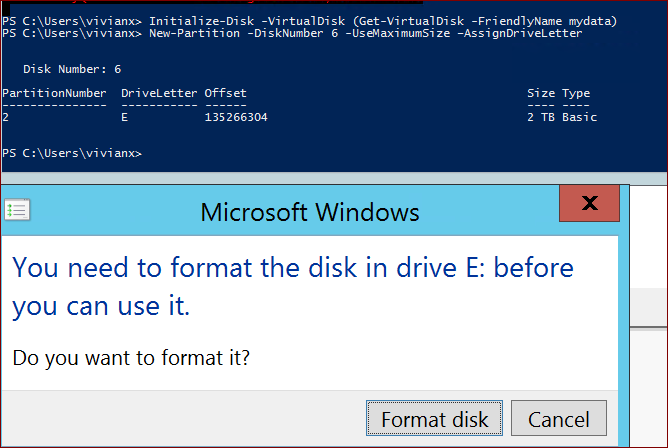 PS C:\Users\vivianx> Initialize-Disk -VirtualDisk (Get-VirtualDisk -FriendlyName mydata)
PS C:\Users\vivianx> New-Partition -DiskNumber 6 -UseMaximumSize -AssignDriveLetter
Disk Number: 6
PartitionNumber DriveLetter Offset Size Type
--------------- ----------- ------ ---- ----
2 E 135266304 2 TB Basic
PS C:\Users\vivianx>
Microsoft Windows
x
You need to format the disk in drive E: before
you can use it.
Do you want to format it?
Format disk Cancel